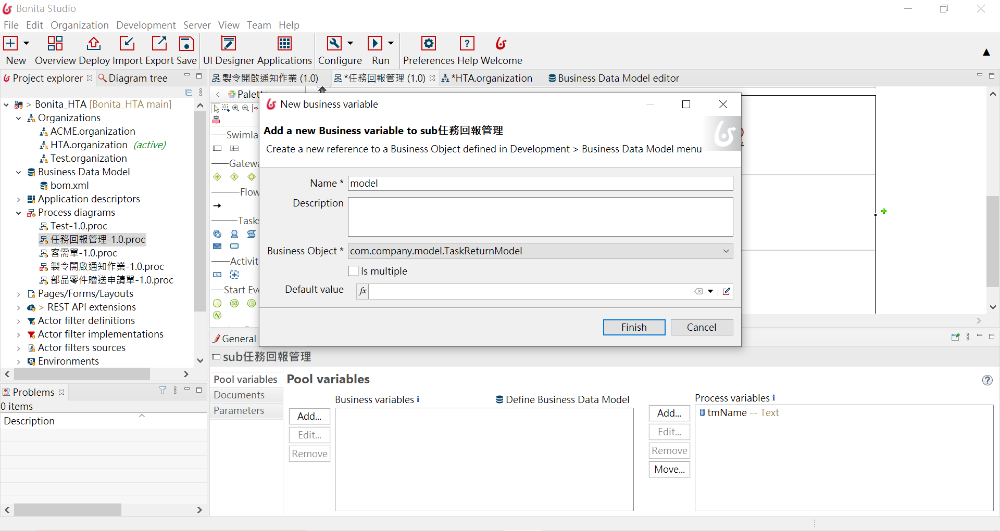 Bonita Studio
File Edit Organization Development Server View Team Help
New Overview Deploy Import Export Save UI Designer Applications Configure Run Preferences Help Welcome
Project explorer Diagram tree
製令開啟通知作業 (1.0) *任務回報管理 (1.0) *HTA.organization Business Data Model editor
> Bonita_HTA [Bonita_HTA main]
Organizations
ACME.organization
HTA.organization (active)
Test.organization
Business Data Model
bom.xml
Application descriptors
Process diagrams
Test-1.0.proc
任務回報管理-1.0.proc
客需單-1.0.proc
製令開啟通知作業-1.0.proc
部品零件贈送申請單-1.0.proc
Pages/Forms/Layouts
> REST API extensions
Actor filter definitions
Actor filter implementations
Actor filters sources
Environments
Problems
0 items
Description
Palett
Swimla
Gatewa
Flow
Tasks
Activit
Start Eve
New business variable
Add a new Business variable to sub任務回報管理
Create a new reference to a Business Object defined in Development > Business Data Model menu
Name * model
Description
Business Object * com.company.model.TaskReturnModel
Is multiple
Default value fx
Finish Cancel
4
General
sub任務回報管理
Pool variables
Documents
Parameters
Pool variables
Business variables i Define Business Data Model
Add...
Edit...
Remove
Process variables i
Add...
Edit...
Remove
Move...
tmName -- Text